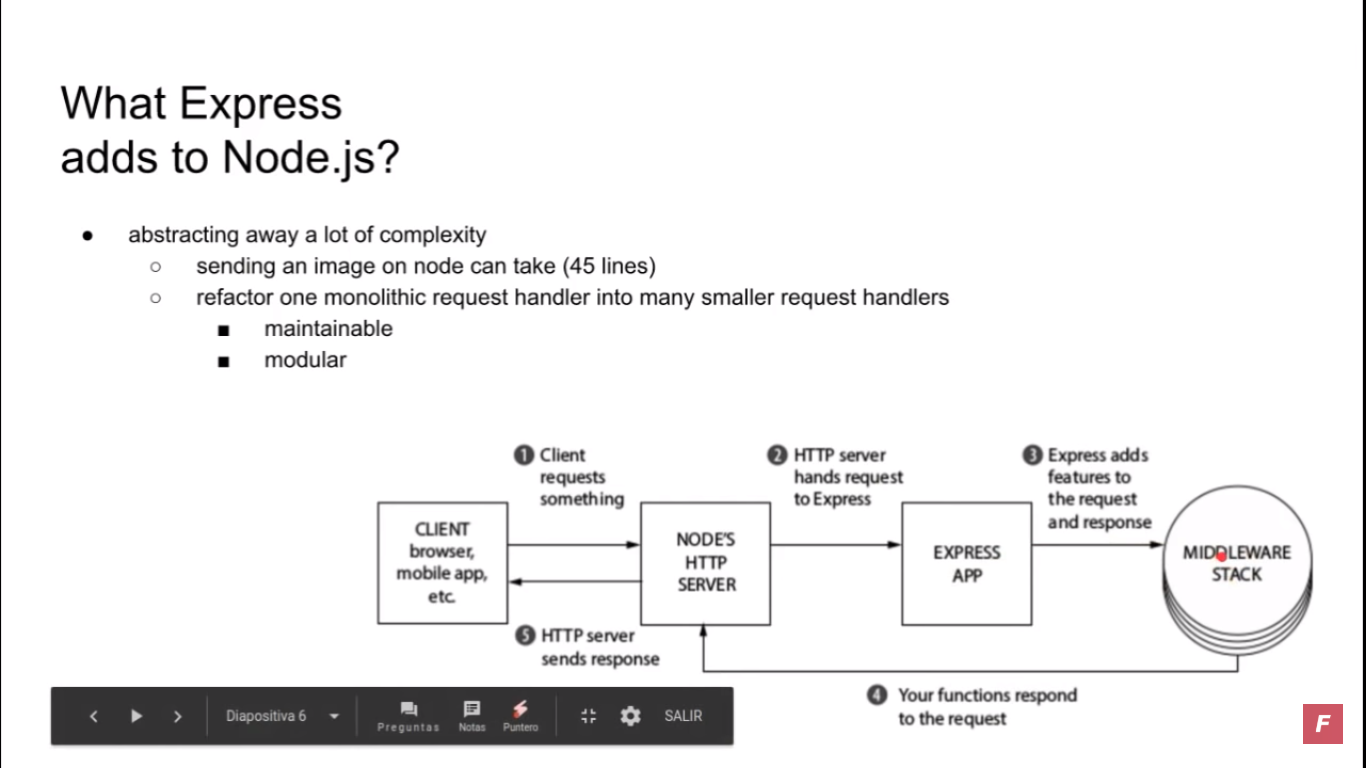 What Express
adds to Node.js?
● abstracting away a lot of complexity
○ sending an image on node can take (45 lines)
○ refactor one monolithic request handler into many smaller request handlers
■ maintainable
■ modular
1 Client
requests
something
2 HTTP server
hands request
to Express
3 Express adds
features to
the request
and response
CLIENT
browser,
mobile app,
etc.
NODE'S
HTTP
SERVER
EXPRESS
APP
MIDDLEWARE
STACK
5 HTTP server
sends response
4 Your functions respond
to the request
Diapositiva 6
Preguntas
Notas
Puntero
SALIR
F